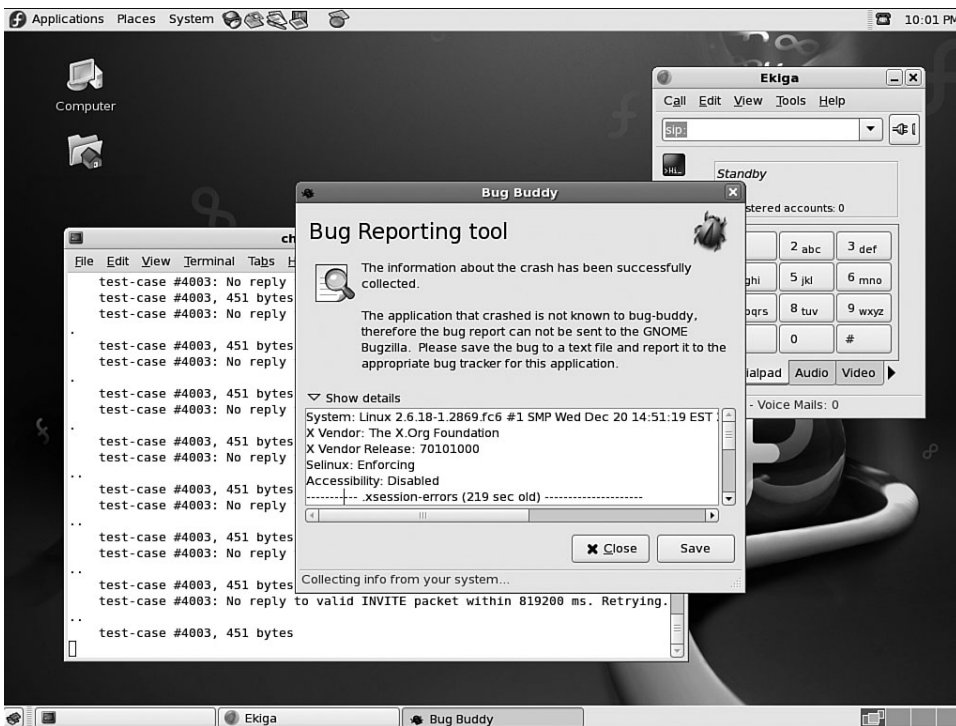 Applications Places System
10:01 PM
Computer
Ekiga
Call Edit View Tools Help
sip:
Standby
accounts: 0
2 abc
3 def
5 jkl
6 mno
8 tuv
9 wxyz
0
#
Audio
Video
- Voice Mails: 0
File Edit View Terminal Tabs
test-case #4003: No reply
test-case #4003, 451 bytes
test-case #4003: No reply
.
test-case #4003, 451 bytes
test-case #4003: No reply
.
test-case #4003, 451 bytes
test-case #4003: No reply
.
test-case #4003, 451 bytes
test-case #4003: No reply
..
test-case #4003, 451 bytes
test-case #4003: No reply
..
test-case #4003, 451 bytes
test-case #4003: No reply
..
test-case #4003, 451 bytes
test-case #4003: No reply to valid INVITE packet within 819200 ms. Retrying.
..
test-case #4003, 451 bytes
Bug Buddy
Bug Reporting tool
The information about the crash has been successfully
collected.
The application that crashed is not known to bug-buddy,
therefore the bug report can not be sent to the GNOME
Bugzilla. Please save the bug to a text file and report it to the
appropriate bug tracker for this application.
Show details
System: Linux 2.6.18-1.2869.fc6 #1 SMP Wed Dec 20 14:51:19 EST
X Vendor: The X.Org Foundation
X Vendor Release: 70101000
Selinux: Enforcing
Accessibility: Disabled
----------- .xsession-errors (219 sec old) ---------------------
Close
Save
Collecting info from your system...
Ekiga
Bug Buddy